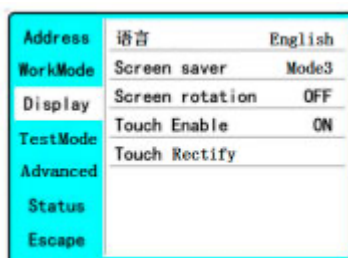 Address
WorkMode
Display
TestMode
Advanced
Status
Escape
语言 English
Screen saver Mode3
Screen rotation OFF
Touch Enable ON
Touch Rectify